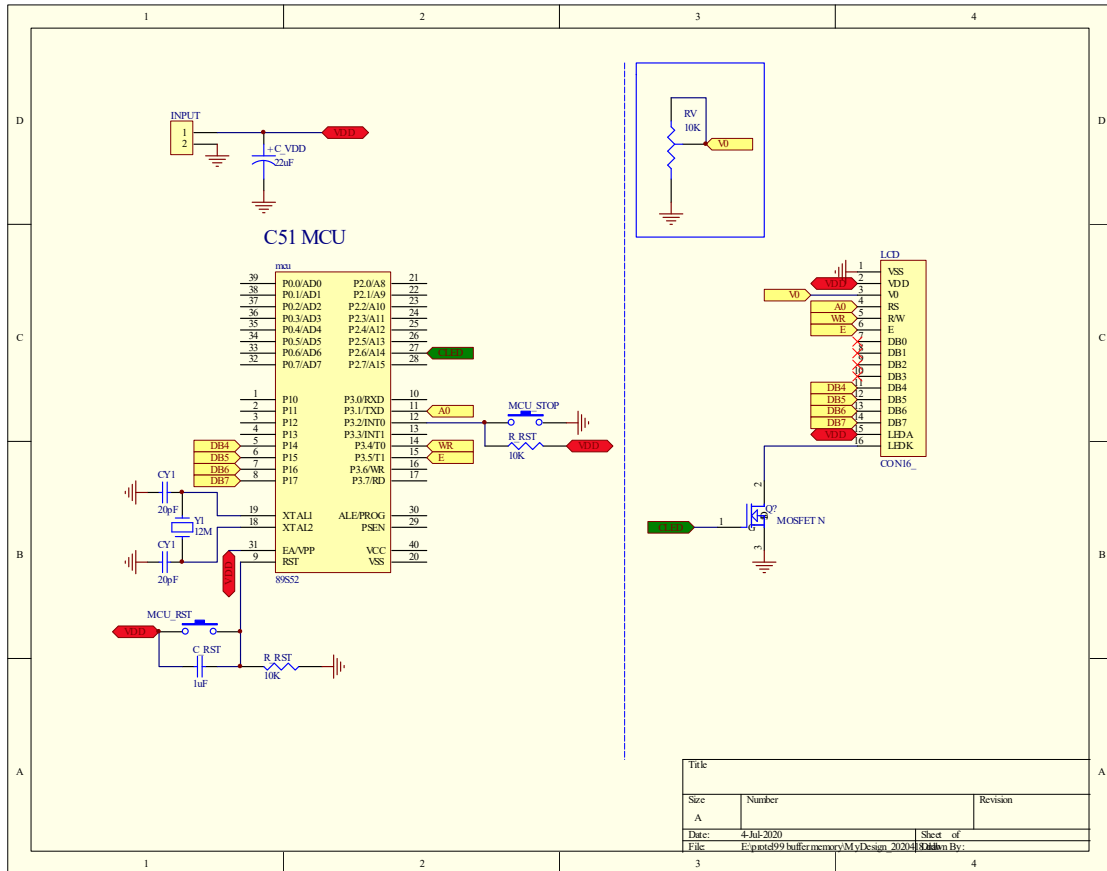 1 2 3 4
D
D
INPUT
1
2
VDD
+
C_VDD
22uF
RV
10K
V0
C51 MCU
mcu
39 P0.0/AD0 P2.0/A8 21
38 P0.1/AD1 P2.1/A9 22
37 P0.2/AD2 P2.2/A10 23
36 P0.3/AD3 P2.3/A11 24
35 P0.4/AD4 P2.4/A12 25
34 P0.5/AD5 P2.5/A13 26
33 P0.6/AD6 P2.6/A14 27 CLED
32 P0.7/AD7 P2.7/A15 28
1 P10 P3.0/RXD 10
2 P11 P3.1/TXD 11 A0
3 P12 P3.2/INT0 12
4 P13 P3.3/INT1 13
DB4 5 P14 P3.4/T0 14 WR
DB5 6 P15 P3.5/T1 15 E
DB6 7 P16 P3.6/WR 16
DB7 8 P17 P3.7/RD 17
19 XTAL1 ALE/PROG 30
18 XTAL2 PSEN 29
31 EA/VPP VCC 40
9 RST VSS 20
89S52
C
C
MCU_STOP
R_RST
10K
VDD
CY1
20pF
Y1
12M
CY1
20pF
VDD
MCU_RST
VDD
C_RST
1uF
R_RST
10K
LCD
1 VSS
VDD 2 VDD
V0 3 V0
A0 4 RS
WR 5 R/W
E 6 E
7 DB0
8 DB1
9 DB2
10 DB3
DB4 11 DB4
DB5 12 DB5
DB6 13 DB6
DB7 14 DB7
VDD 15 LEDA
16 LEDK
CON16_
B
B
CLED
1
2
3
G
D
Q?
MOSFET N
A
A
Title
Size Number Revision
A
Date: 4-Jul-2020 Sheet of
File: E:\protel99 buffer memory\MyDesign_202041 Drawn By:
1 2 3 4